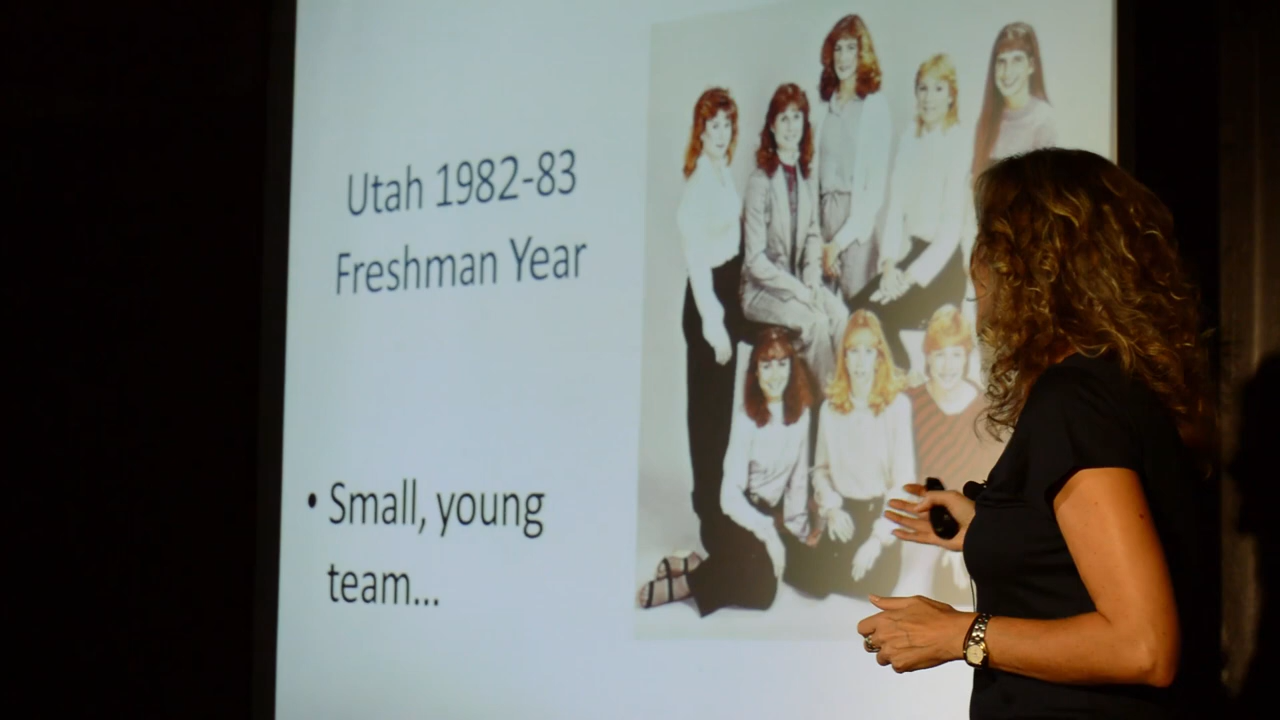 Utah 1982-83
Freshman Year
• Small, young
team...